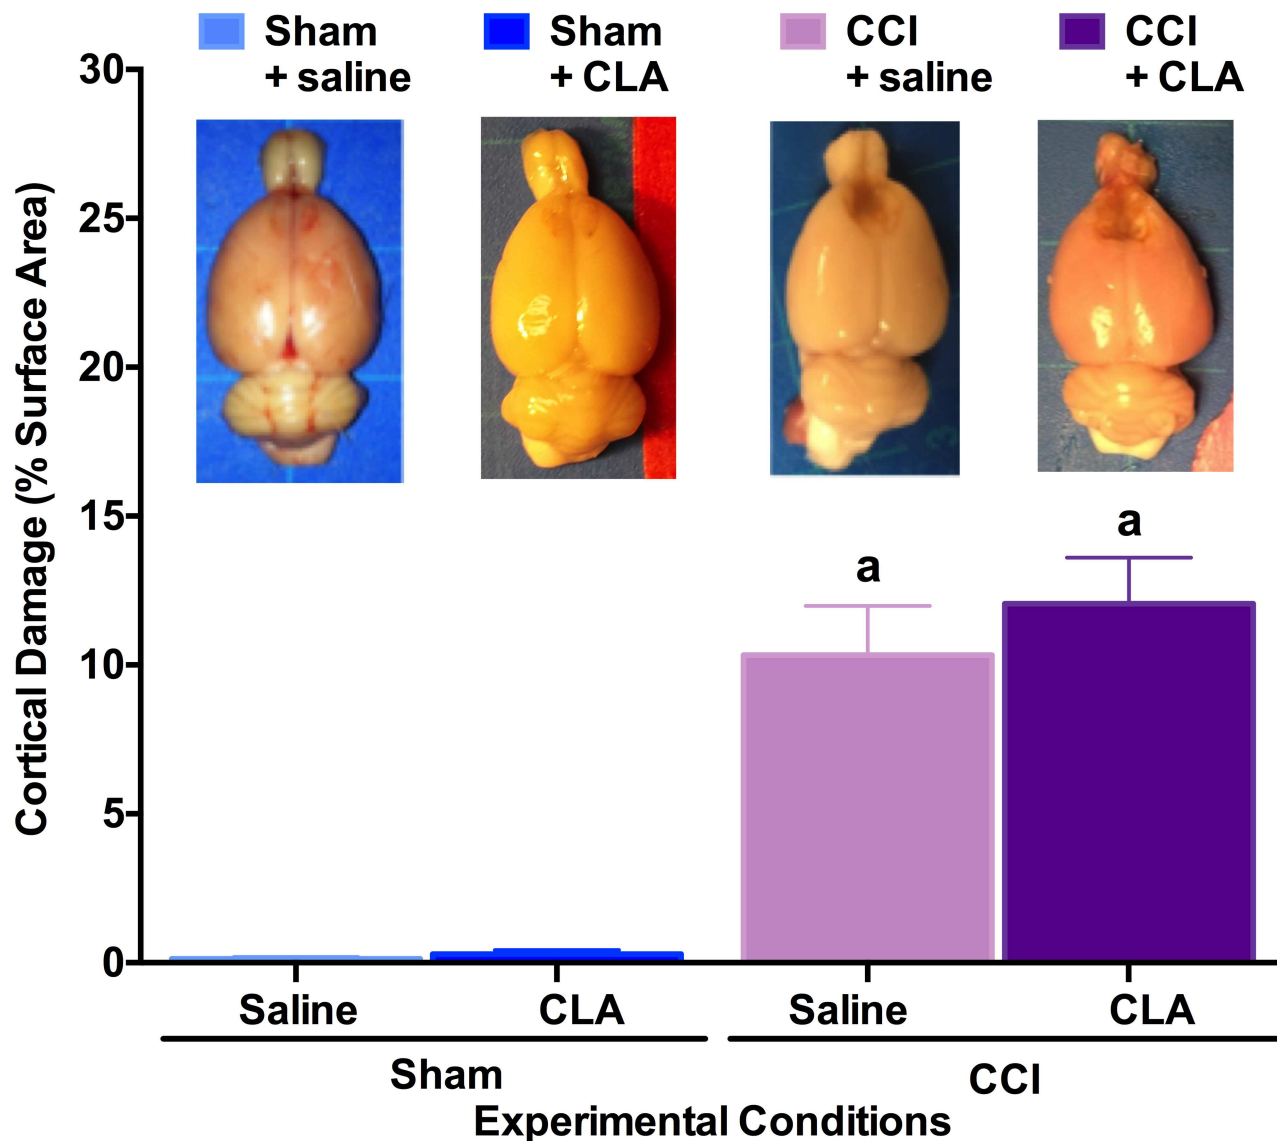 Sham
+ saline
Sham
+ CLA
CCI
+ saline
CCI
+ CLA
Cortical Damage (% Surface Area)
30
25
20
15
10
5
0
a
a
Saline
CLA
Saline
CLA
Sham
CCI
Experimental Conditions